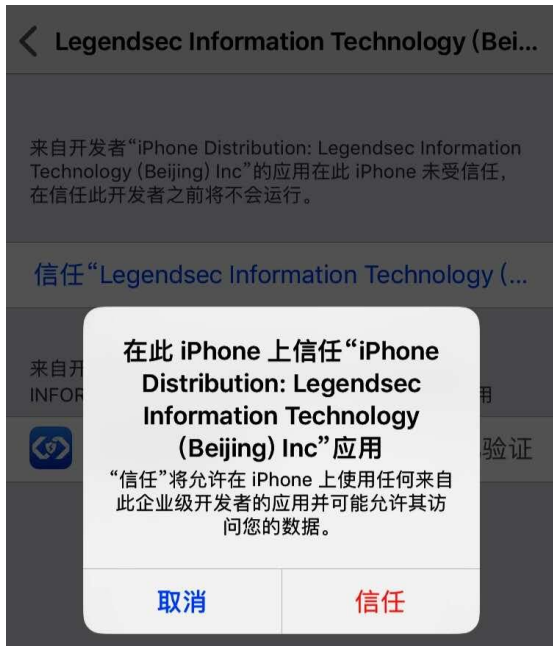 Legendsec Information Technology (Bei...
来自开发者“iPhone Distribution: Legendsec Information
Technology (Beijing) Inc”的应用在此 iPhone 未受信任，
在信任此开发者之前将不会运行。
信任“Legendsec Information Technology (...
在此 iPhone 上信任“iPhone
Distribution: Legendsec
Information Technology
(Beijing) Inc”应用
“信任”将允许在 iPhone 上使用任何来自
此企业级开发者的应用并可能允许其访
问您的数据。
来自开
INFOR
用
验证
取消
信任